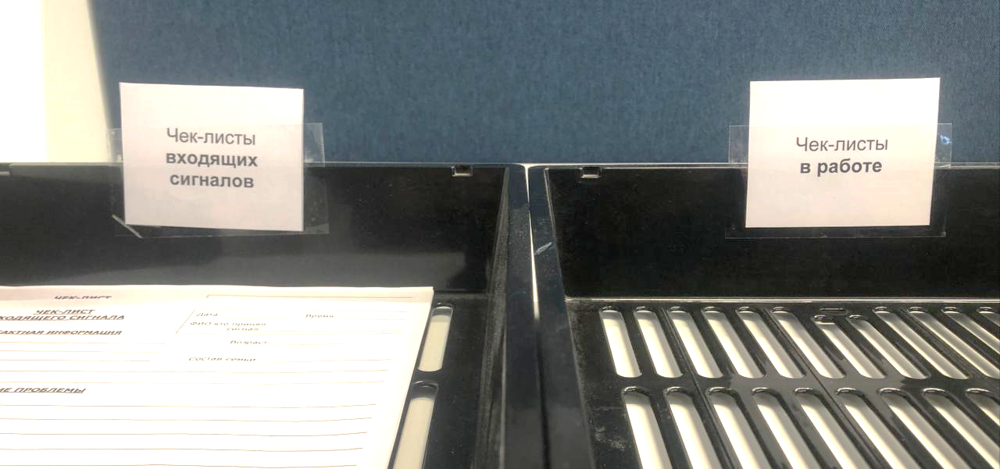 Чек-листы
входящих
сигналов
Чек-листы
в работе
ЧЕК-ЛИСТ
ЧЕК-ЛИСТ
ХОДЯЩЕГО СИГНАЛА
АКТНАЯ ИНФОРМАЦИЯ
Дата Время
ФИО кто принял
сигнал
Возраст
Состав семьи
ИЕ ПРОБЛЕМЫ